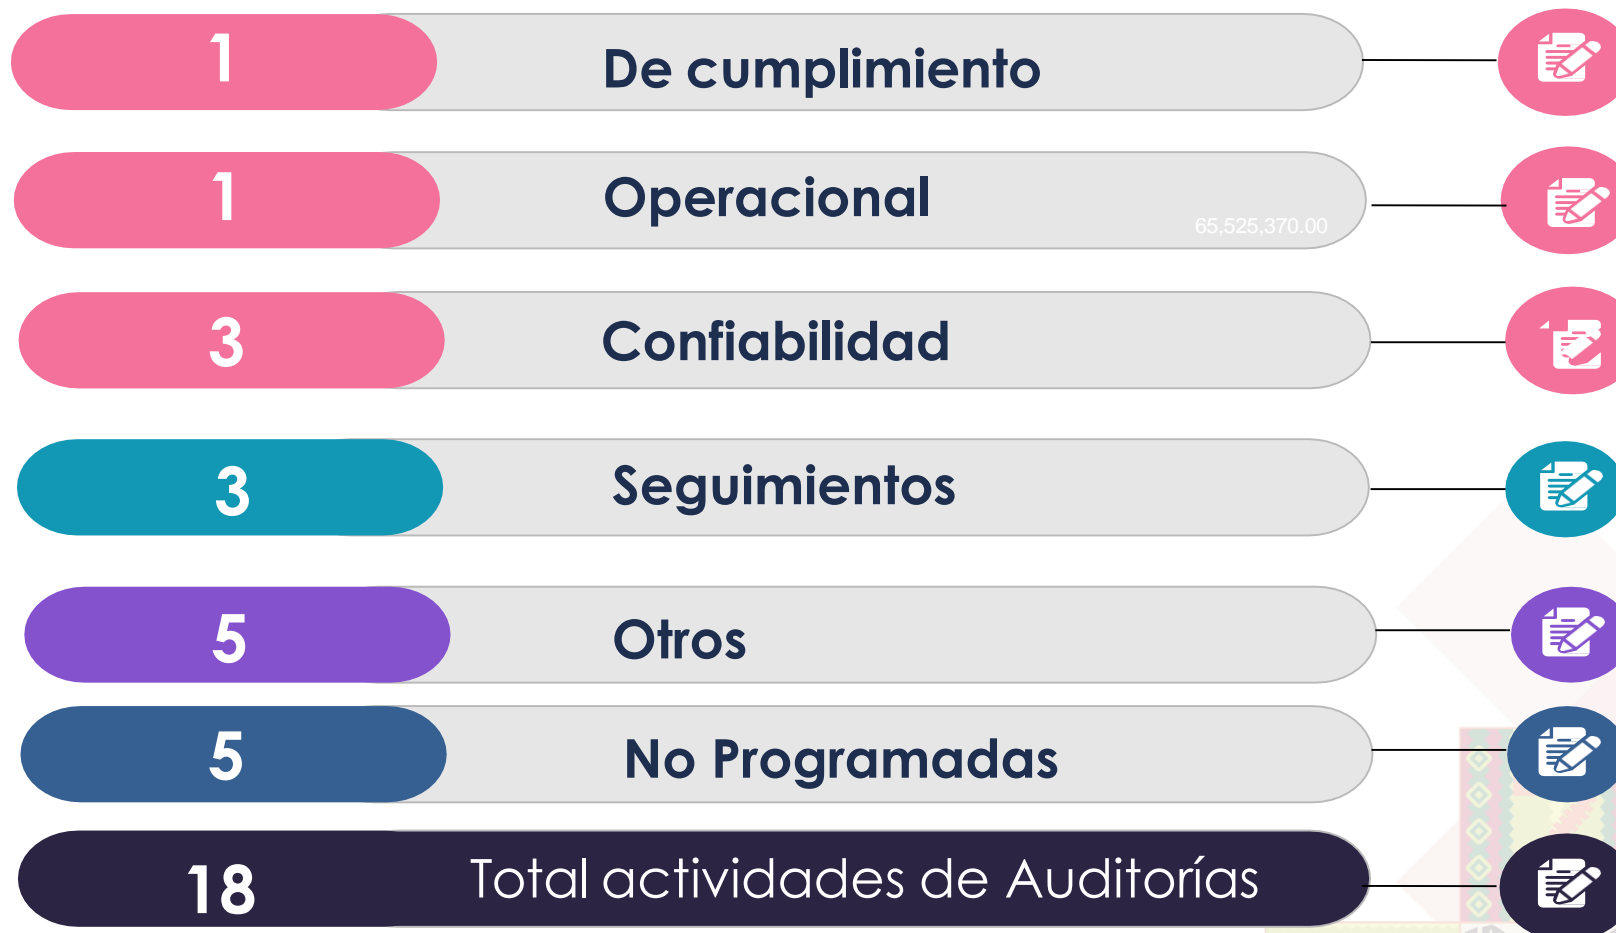 1 De cumplimiento
1 Operacional
65,525,370.00
3 Confiabilidad
3 Seguimientos
5 Otros
5 No Programadas
18 Total actividades de Auditorías